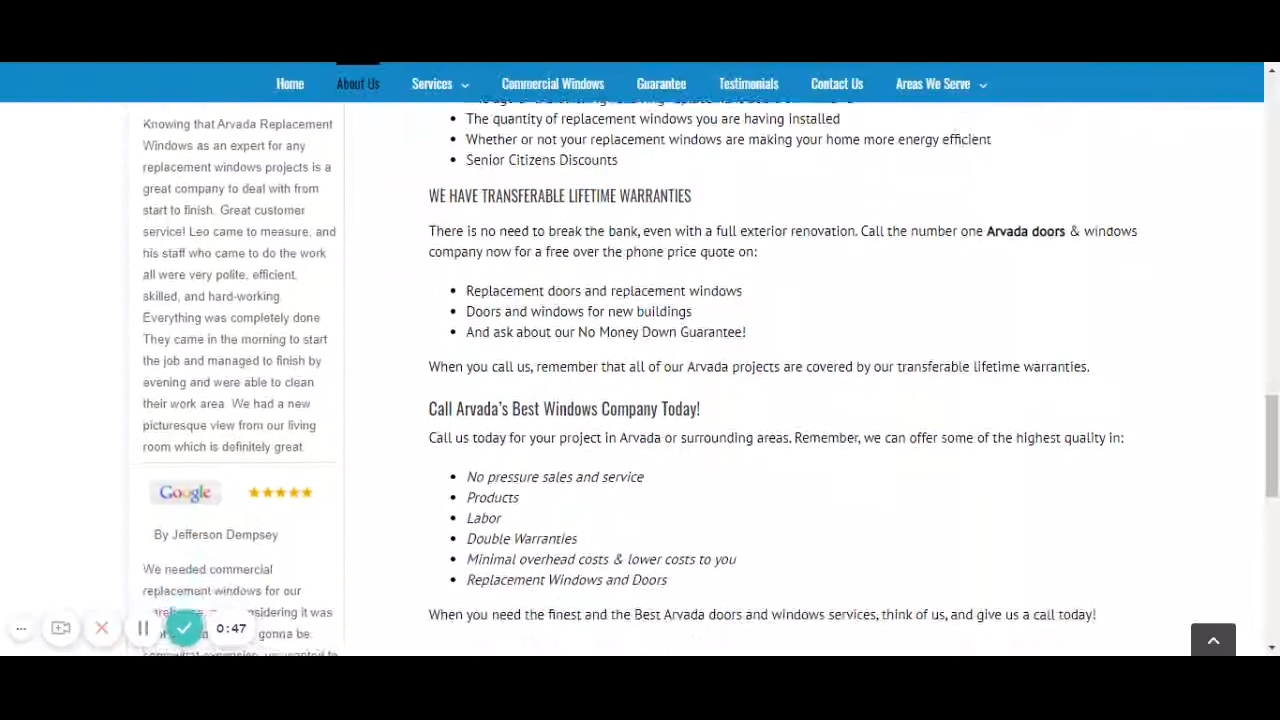 Home About Us Services Commercial Windows Guarantee Testimonials Contact Us Areas We Serve
Knowing that Arvada Replacement
Windows as an expert for any
replacement windows projects is a
great company to deal with from
start to finish. Great customer
service! Leo came to measure, and
his staff who came to do the work
all were very polite, efficient,
skilled, and hard-working.
Everything was completely done
They came in the morning to start
the job and managed to finish by
evening and were able to clean
their work area We had a new
picturesque view from our living
room which is definitely great.
Google
By Jefferson Dempsey
We needed commercial
replacement windows for our
considering it was
gonna be
0:47
The quantity of replacement windows you are having installed
Whether or not your replacement windows are making your home more energy efficient
Senior Citizens Discounts
WE HAVE TRANSFERABLE LIFETIME WARRANTIES
There is no need to break the bank, even with a full exterior renovation. Call the number one Arvada doors & windows
company now for a free over the phone price quote on:
Replacement doors and replacement windows
Doors and windows for new buildings
And ask about our No Money Down Guarantee!
When you call us, remember that all of our Arvada projects are covered by our transferable lifetime warranties.
Call Arvada's Best Windows Company Today!
Call us today for your project in Arvada or surrounding areas. Remember, we can offer some of the highest quality in:
No pressure sales and service
Products
Labor
Double Warranties
Minimal overhead costs & lower costs to you
Replacement Windows and Doors
When you need the finest and the Best Arvada doors and windows services, think of us, and give us a call today!